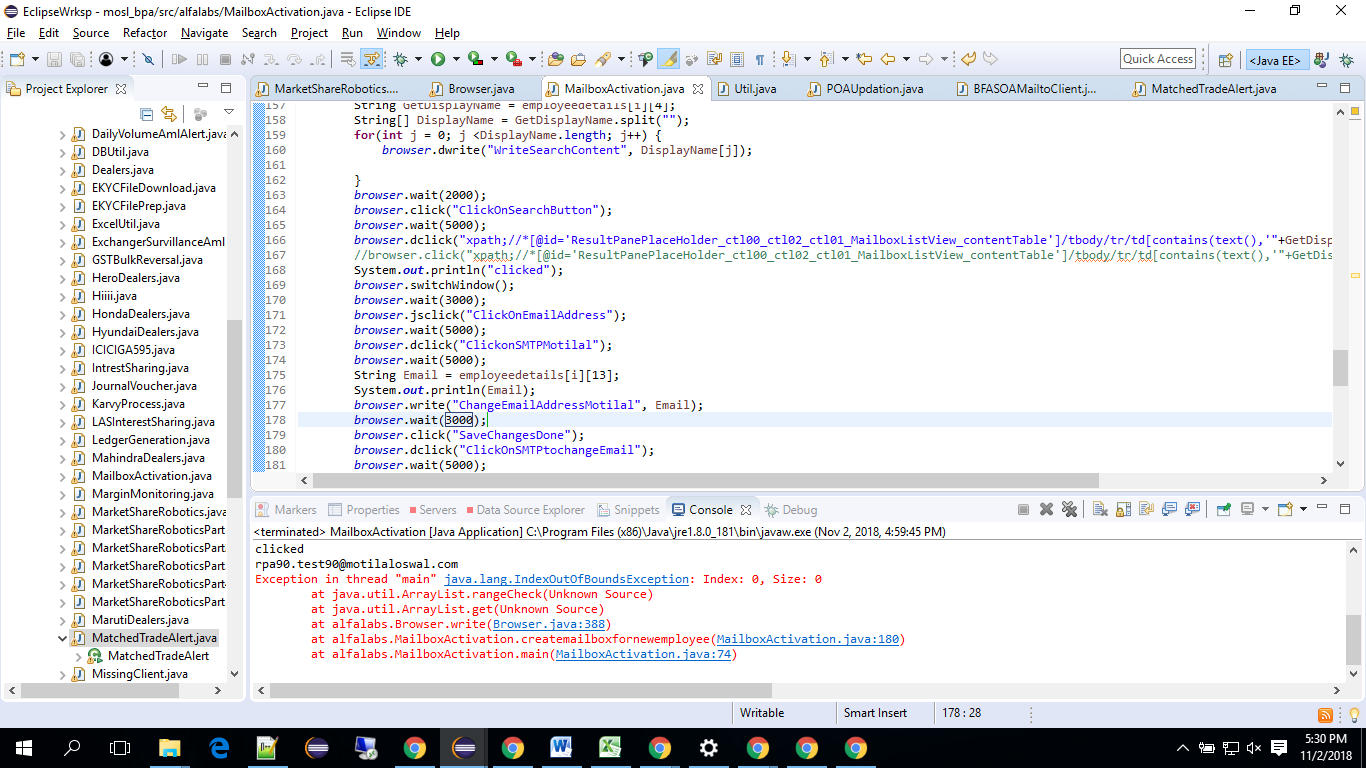 EclipseWrksp - mosl_bpa/src/alfalabs/MailboxActivation.java - Eclipse IDE
File Edit Source Refactor Navigate Search Project Run Window Help
Quick Access
<Java EE>
Project Explorer
MarketShareRobotics....
Browser.java
MailboxActivation.java
Util.java
POAUpdation.java
BFASOAMailtoClient.j...
MatchedTradeAlert.java
DailyVolumeAmlAlert.java
DBUtil.java
Dealers.java
EKYCFileDownload.java
EKYCFilePrep.java
ExcelUtil.java
ExchangerSurvillanceAml
GSTBulkReversal.java
HeroDealers.java
Hiiii.java
HondaDealers.java
HyundaiDealers.java
ICICIGA595.java
IntrestSharing.java
JournalVoucher.java
KarvyProcess.java
LASInterestSharing.java
LedgerGeneration.java
MahindraDealers.java
MailboxActivation.java
MarginMonitoring.java
MarketShareRobotics.java
MarketShareRoboticsPart
MarketShareRoboticsPart
MarketShareRoboticsPart
MarketShareRoboticsPart
MarketShareRoboticsPart
MarutiDealers.java
MatchedTradeAlert.java
MatchedTradeAlert
MissingClient.java
157 String GetDisplayName = employeedetails[i][4];
158 String[] DisplayName = GetDisplayName.split("");
159 for(int j = 0; j <DisplayName.length; j++) {
160 browser.dwrite("WriteSearchContent", DisplayName[j]);
161
162 }
163 browser.wait(2000);
164 browser.click("ClickOnSearchButton");
165 browser.wait(5000);
166 browser.dclick("xpath;//*[@id='ResultPanePlaceHolder_ctl00_ctl02_ctl01_MailboxListView_contentTable']/tbody/tr/td[contains(text(),'"+GetDisp
167 //browser.click("xpath;//*[@id='ResultPanePlaceHolder_ctl00_ctl02_ctl01_MailboxListView_contentTable']/tbody/tr/td[contains(text(),'"+GetDis
168 System.out.println("clicked");
169 browser.switchWindow();
170 browser.wait(3000);
171 browser.jsclick("ClickOnEmailAddress");
172 browser.wait(5000);
173 browser.dclick("ClickonSMTPMotilal");
174 browser.wait(5000);
175 String Email = employeedetails[i][13];
176 System.out.println(Email);
177 browser.write("ChangeEmailAddressMotilal", Email);
178 browser.wait(3000);
179 browser.click("SaveChangesDone");
180 browser.dclick("ClickOnSMTPtochangeEmail");
181 browser.wait(5000);
Markers Properties Servers Data Source Explorer Snippets Console Debug
<terminated> MailboxActivation [Java Application] C:\Program Files (x86)\Java\jre1.8.0_181\bin\javaw.exe (Nov 2, 2018, 4:59:45 PM)
clicked
rpa90.test90@motilaloswal.com
Exception in thread "main" java.lang.IndexOutOfBoundsException: Index: 0, Size: 0
at java.util.ArrayList.rangeCheck(Unknown Source)
at java.util.ArrayList.get(Unknown Source)
at alfalabs.Browser.write(Browser.java:388)
at alfalabs.MailboxActivation.createmailboxfornewemployee(MailboxActivation.java:180)
at alfalabs.MailboxActivation.main(MailboxActivation.java:74)
Writable
Smart Insert
178 : 28
5:30 PM
11/2/2018